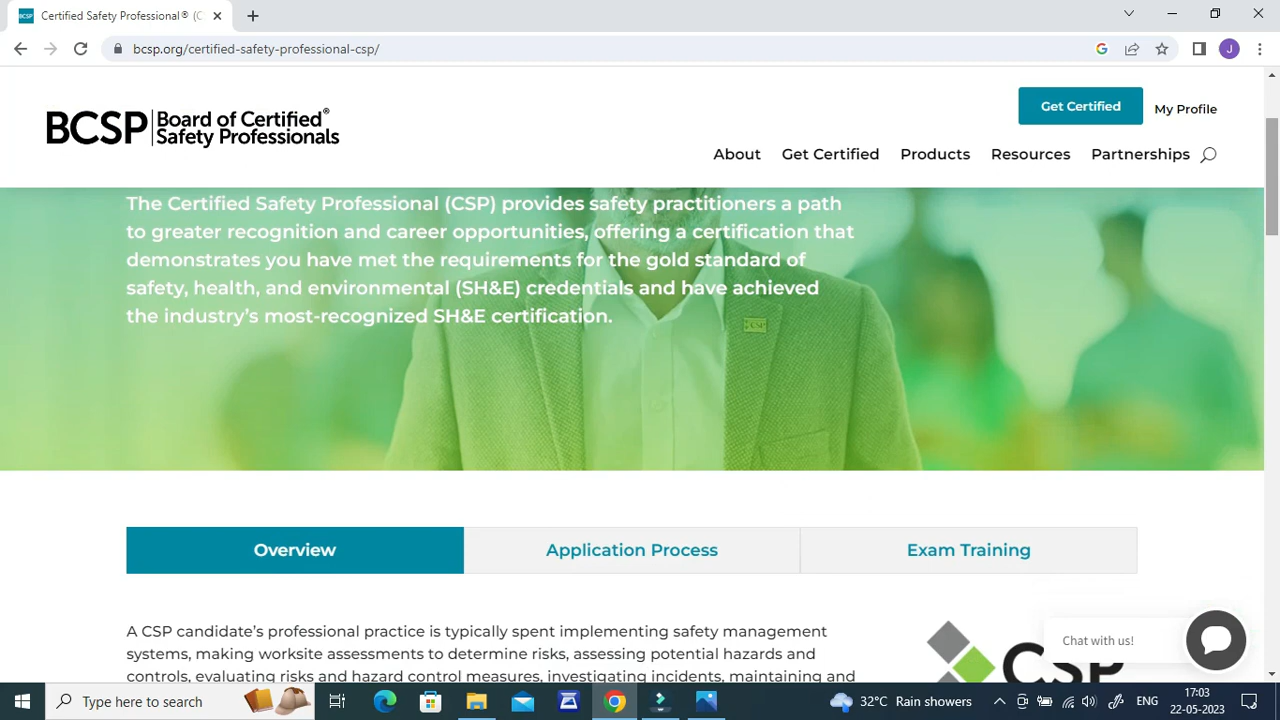 BCSP Certified Safety Professional® (C
bcsp.org/certified-safety-professional-csp/
J
Get Certified My Profile
BCSP Board of Certified®
Safety Professionals
About Get Certified Products Resources Partnerships
The Certified Safety Professional (CSP) provides safety practitioners a path
to greater recognition and career opportunities, offering a certification that
demonstrates you have met the requirements for the gold standard of
safety, health, and environmental (SH&E) credentials and have achieved
the industry's most-recognized SH&E certification.
CSP
Overview Application Process Exam Training
A CSP candidate's professional practice is typically spent implementing safety management
systems, making worksite assessments to determine risks, assessing potential hazards and
controls, evaluating risks and hazard control measures, investigating incidents, maintaining and
CSP
Chat with us!
Type here to search
32°C Rain showers
ENG
17:03
22-05-2023